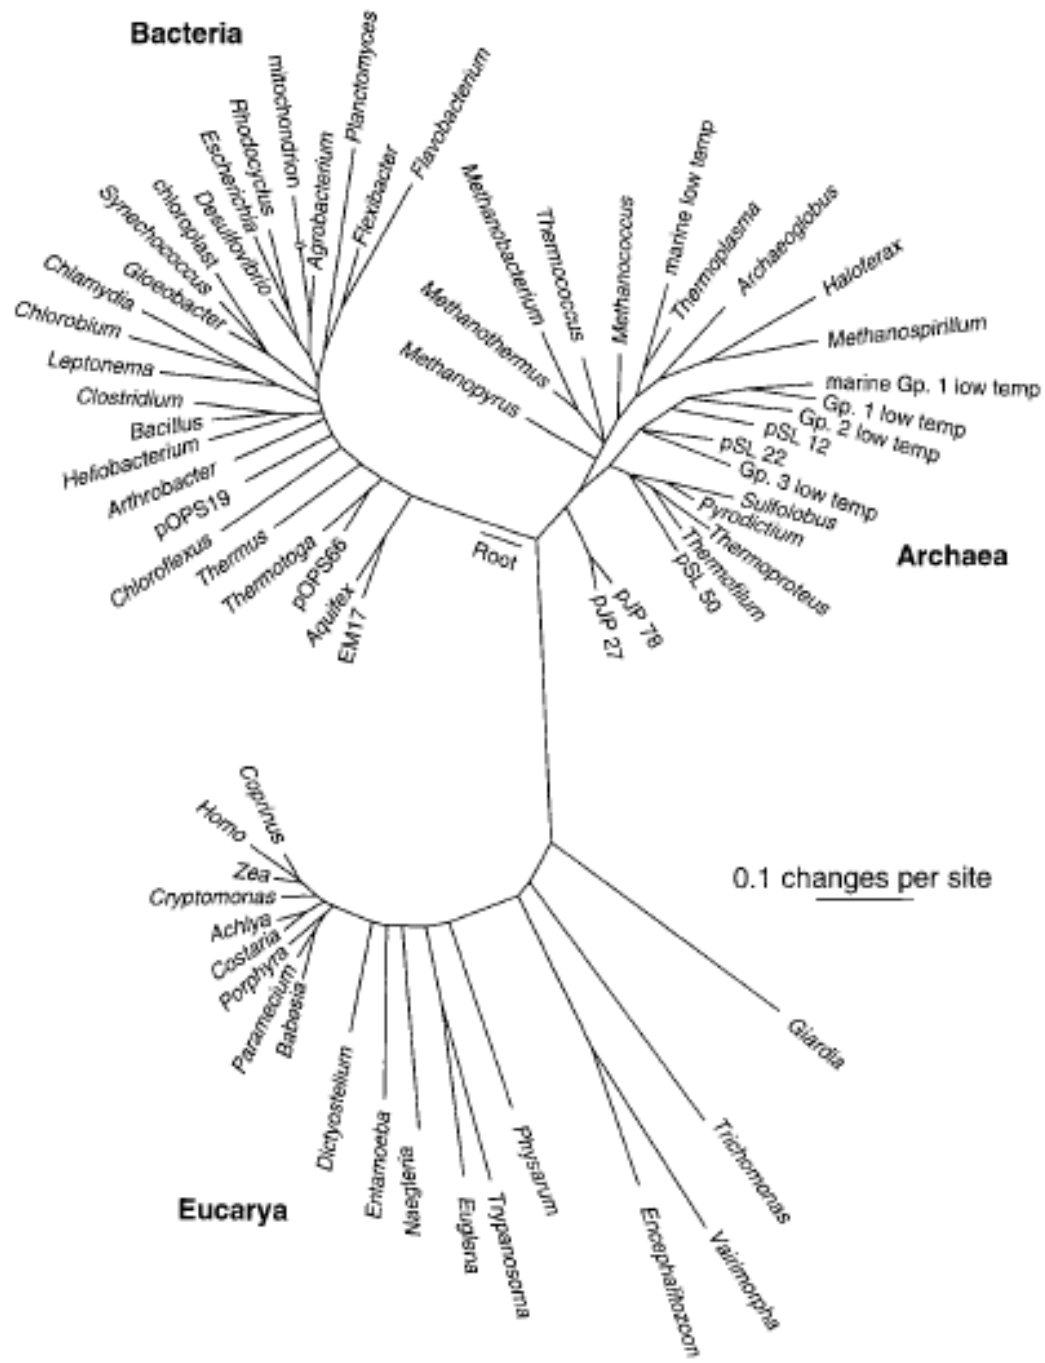 Bacteria
Planctomyces
Flavobacterium
mitochondrion
Rhodocyclus
Escherichia
Agrobacterium
Flexibacter
chloroplast
Desulfovibrio
Synechococcus
Gloeobacter
Chlamydia
Chlorobium
Leptonema
Clostridium
Bacillus
Heliobacterium
Arthrobacter
pOPS19
Chloroflexus
Thermus
Thermotoga
pOPS66
Aquifex
EM17
Root
Methanopyrus
Methanothermus
Methanobacterium
Thermococcus
Methanococcus
marine low temp
Thermoplasma
Archaeoglobus
Haloferax
Methanospirillum
marine Gp. 1 low temp
Gp. 1 low temp
Gp. 2 low temp
pSL 12
pSL 22
Gp. 3 low temp
Sulfolobus
Pyrodictium
Thermoproteus
Thermofilum
pSL 50
pJP 78
pJP 27
Archaea
Coprinus
Homo
Zea
Cryptomonas
Achlya
Costaria
Porphyra
Paramecium
Babesia
Dictyostelium
Entamoeba
Naegleria
Euglena
Trypanosoma
Physarum
Encephalitozoon
Vairimorpha
Trichomonas
Giardia
0.1 changes per site
Eucarya